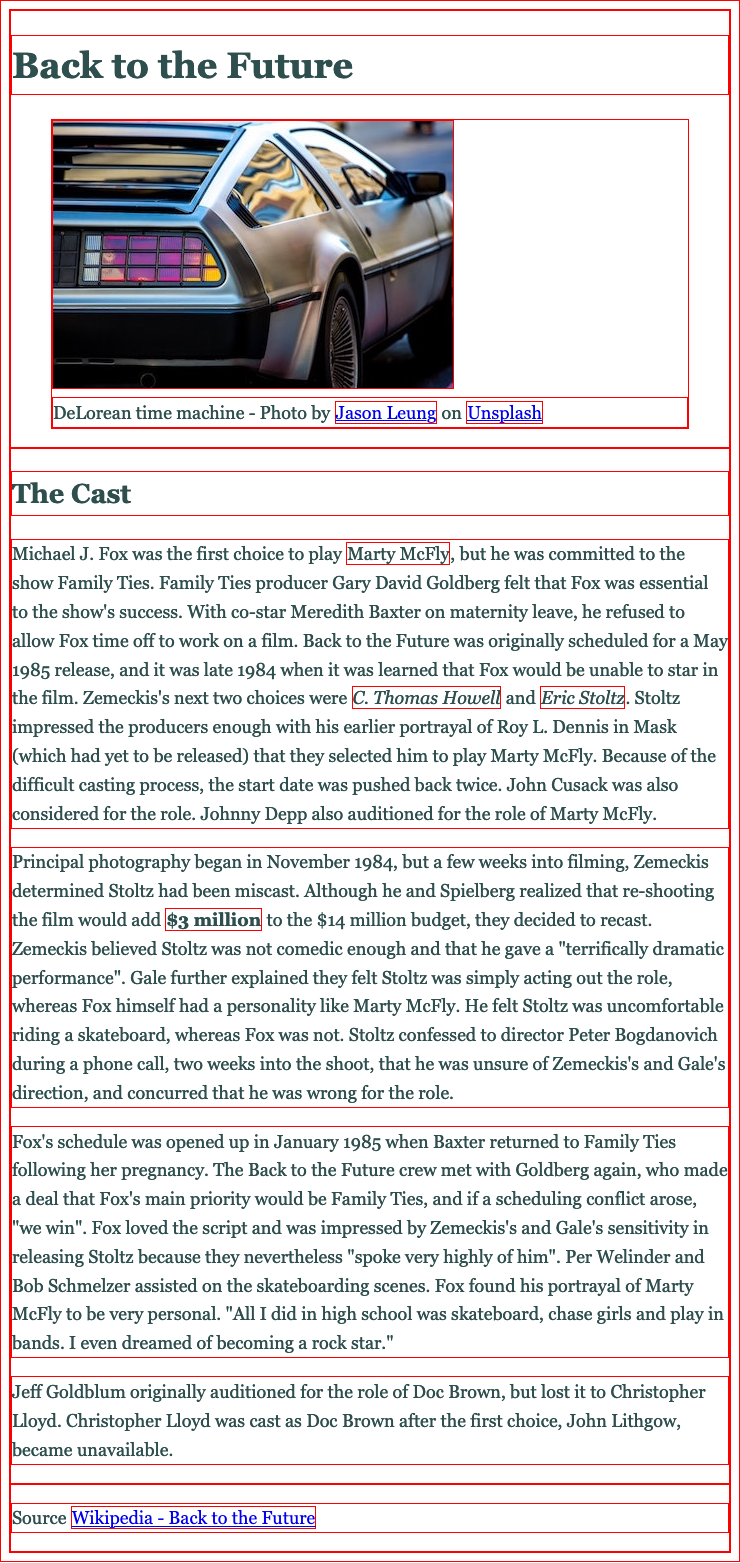 Back to the Future
DeLorean time machine - Photo by Jason Leung on Unsplash
The Cast
Michael J. Fox was the first choice to play Marty McFly, but he was committed to the
show Family Ties. Family Ties producer Gary David Goldberg felt that Fox was essential
to the show's success. With co-star Meredith Baxter on maternity leave, he refused to
allow Fox time off to work on a film. Back to the Future was originally scheduled for a May
1985 release, and it was late 1984 when it was learned that Fox would be unable to star in
the film. Zemeckis's next two choices were C. Thomas Howell and Eric Stoltz. Stoltz
impressed the producers enough with his earlier portrayal of Roy L. Dennis in Mask
(which had yet to be released) that they selected him to play Marty McFly. Because of the
difficult casting process, the start date was pushed back twice. John Cusack was also
considered for the role. Johnny Depp also auditioned for the role of Marty McFly.
Principal photography began in November 1984, but a few weeks into filming, Zemeckis
determined Stoltz had been miscast. Although he and Spielberg realized that re-shooting
the film would add $3 million to the $14 million budget, they decided to recast.
Zemeckis believed Stoltz was not comedic enough and that he gave a "terrifically dramatic
performance". Gale further explained they felt Stoltz was simply acting out the role,
whereas Fox himself had a personality like Marty McFly. He felt Stoltz was uncomfortable
riding a skateboard, whereas Fox was not. Stoltz confessed to director Peter Bogdanovich
during a phone call, two weeks into the shoot, that he was unsure of Zemeckis's and Gale's
direction, and concurred that he was wrong for the role.
Fox's schedule was opened up in January 1985 when Baxter returned to Family Ties
following her pregnancy. The Back to the Future crew met with Goldberg again, who made
a deal that Fox's main priority would be Family Ties, and if a scheduling conflict arose,
"we win". Fox loved the script and was impressed by Zemeckis's and Gale's sensitivity in
releasing Stoltz because they nevertheless "spoke very highly of him". Per Welinder and
Bob Schmelzer assisted on the skateboarding scenes. Fox found his portrayal of Marty
McFly to be very personal. "All I did in high school was skateboard, chase girls and play in
bands. I even dreamed of becoming a rock star."
Jeff Goldblum originally auditioned for the role of Doc Brown, but lost it to Christopher
Lloyd. Christopher Lloyd was cast as Doc Brown after the first choice, John Lithgow,
became unavailable.
Source Wikipedia - Back to the Future